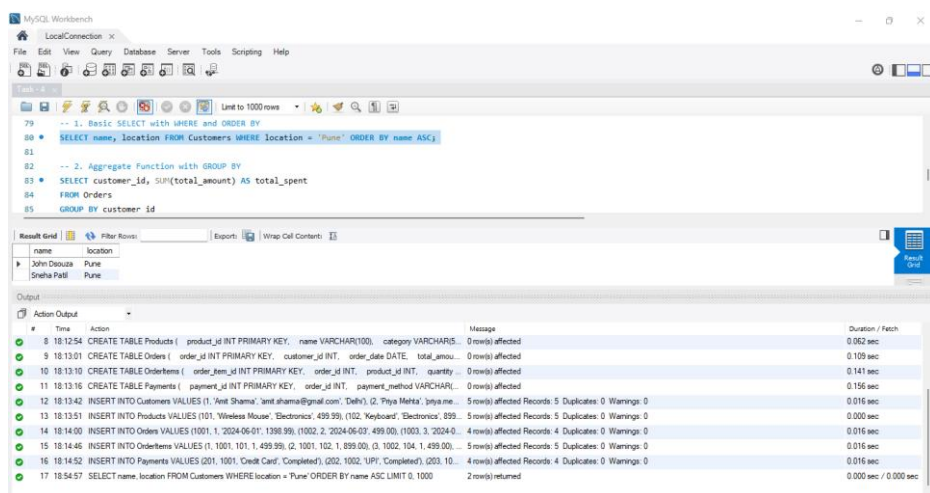 MySQL Workbench
LocalConnection ×
File Edit View Query Database Server Tools Scripting Help
Task - 4 ×
Limit to 1000 rows
79 -- 1. Basic SELECT with WHERE and ORDER BY
80 SELECT name, location FROM Customers WHERE location = 'Pune' ORDER BY name ASC;
81
82 -- 2. Aggregate Function with GROUP BY
83 SELECT customer_id, SUM(total_amount) AS total_spent
84 FROM Orders
85 GROUP BY customer_id
Result Grid Filter Rows: Export: Wrap Cell Content:
name location
John Dsouza Pune
Sneha Patil Pune
Result Grid
Output
Action Output
# Time Action Message Duration / Fetch
8 18:12:54 CREATE TABLE Products ( product_id INT PRIMARY KEY, name VARCHAR(100), category VARCHAR(5... 0 row(s) affected 0.062 sec
9 18:13:01 CREATE TABLE Orders ( order_id INT PRIMARY KEY, customer_id INT, order_date DATE, total_amou... 0 row(s) affected 0.109 sec
10 18:13:10 CREATE TABLE OrderItems ( order_item_id INT PRIMARY KEY, order_id INT, product_id INT, quantity ... 0 row(s) affected 0.141 sec
11 18:13:16 CREATE TABLE Payments ( payment_id INT PRIMARY KEY, order_id INT, payment_method VARCHAR(... 0 row(s) affected 0.156 sec
12 18:13:42 INSERT INTO Customers VALUES (1, 'Amit Sharma', 'amit.sharma@gmail.com', 'Delhi'), (2, 'Priya Mehta', 'priya.me... 5 row(s) affected Records: 5 Duplicates: 0 Warnings: 0 0.016 sec
13 18:13:51 INSERT INTO Products VALUES (101, 'Wireless Mouse', 'Electronics', 499.99), (102, 'Keyboard', 'Electronics', 899... 5 row(s) affected Records: 5 Duplicates: 0 Warnings: 0 0.000 sec
14 18:14:00 INSERT INTO Orders VALUES (1001, 1, '2024-06-01', 1398.99), (1002, 2, '2024-06-03', 499.00), (1003, 3, '2024-0... 4 row(s) affected Records: 4 Duplicates: 0 Warnings: 0 0.016 sec
15 18:14:46 INSERT INTO OrderItems VALUES (1, 1001, 101, 1, 499.99), (2, 1001, 102, 1, 899.00), (3, 1002, 104, 1, 499.00), ... 5 row(s) affected Records: 5 Duplicates: 0 Warnings: 0 0.016 sec
16 18:14:52 INSERT INTO Payments VALUES (201, 1001, 'Credit Card', 'Completed'), (202, 1002, 'UPI', 'Completed'), (203, 10... 4 row(s) affected Records: 4 Duplicates: 0 Warnings: 0 0.016 sec
17 18:54:57 SELECT name, location FROM Customers WHERE location = 'Pune' ORDER BY name ASC LIMIT 0, 1000 2 row(s) returned 0.000 sec / 0.000 sec